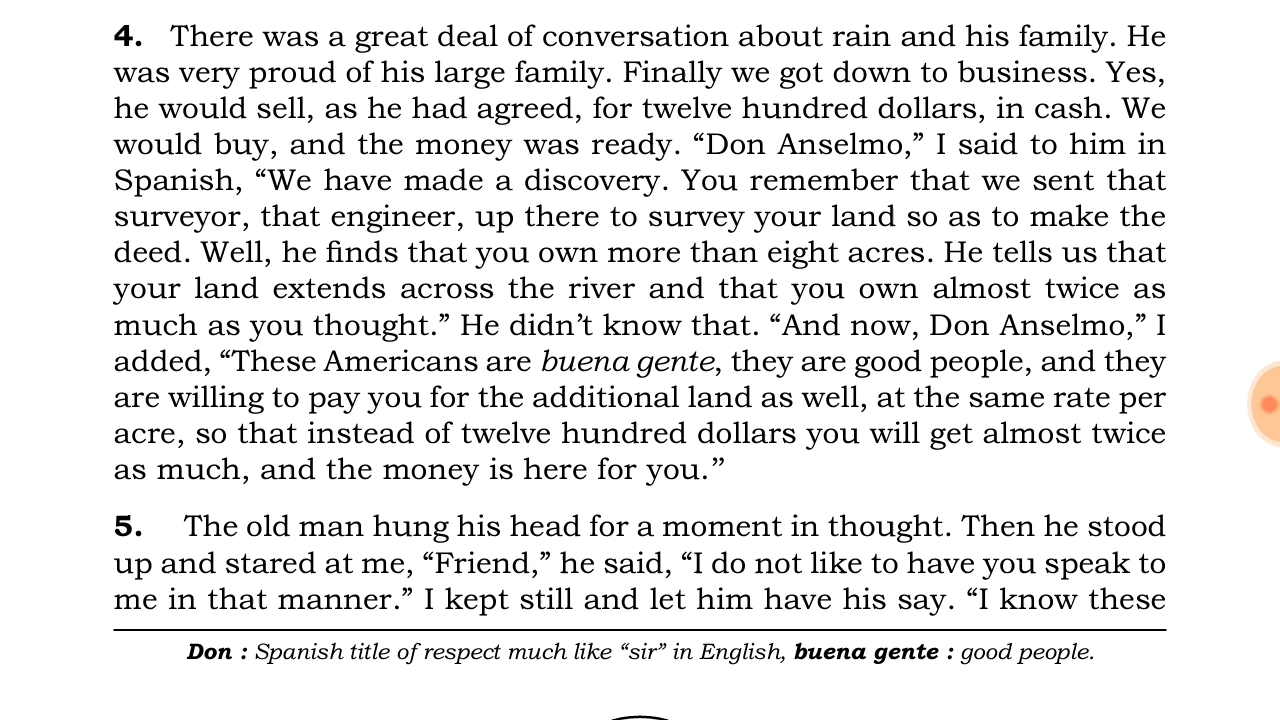 4. There was a great deal of conversation about rain and his family. He
was very proud of his large family. Finally we got down to business. Yes,
he would sell, as he had agreed, for twelve hundred dollars, in cash. We
would buy, and the money was ready. “Don Anselmo,” I said to him in
Spanish, “We have made a discovery. You remember that we sent that
surveyor, that engineer, up there to survey your land so as to make the
deed. Well, he finds that you own more than eight acres. He tells us that
your land extends across the river and that you own almost twice as
much as you thought.” He didn’t know that. “And now, Don Anselmo,” I
added, “These Americans are buena gente, they are good people, and they
are willing to pay you for the additional land as well, at the same rate per
acre, so that instead of twelve hundred dollars you will get almost twice
as much, and the money is here for you.”
5. The old man hung his head for a moment in thought. Then he stood
up and stared at me, “Friend,” he said, “I do not like to have you speak to
me in that manner.” I kept still and let him have his say. “I know these
Don : Spanish title of respect much like “sir” in English, buena gente : good people.